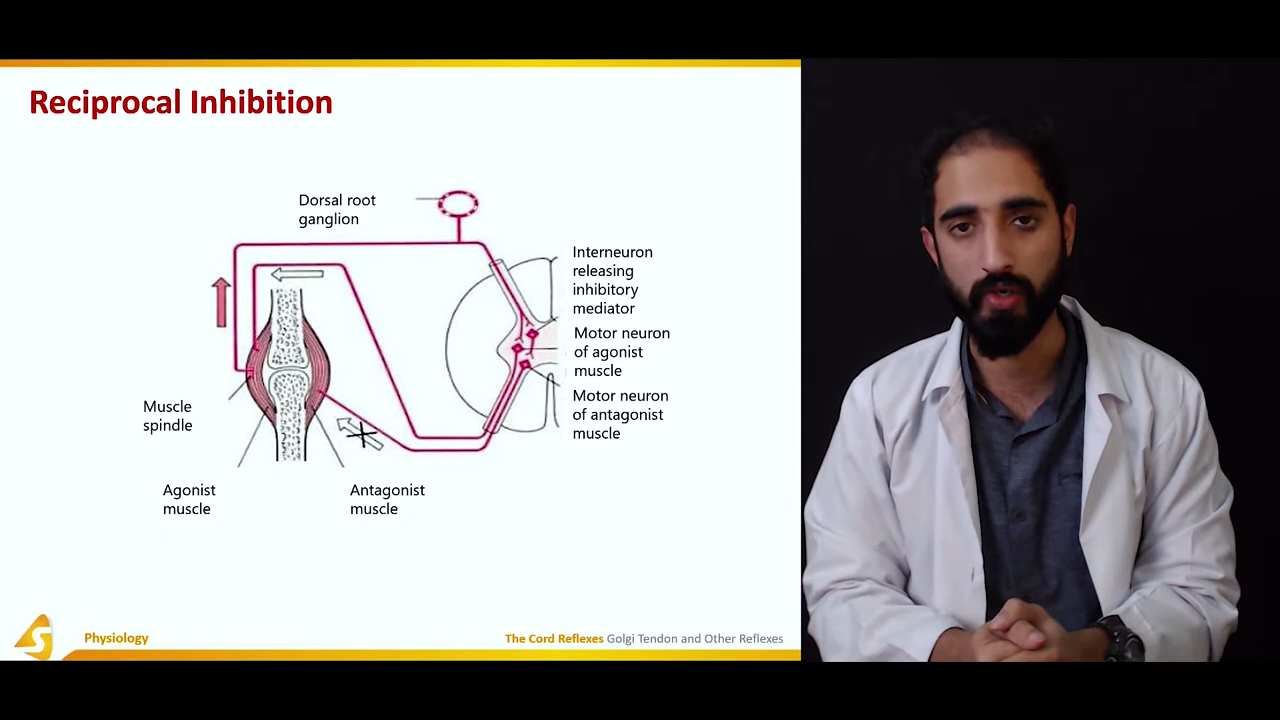 Reciprocal Inhibition
Dorsal root
ganglion
Interneuron
releasing
inhibitory
mediator
Motor neuron
of agonist
muscle
Motor neuron
of antagonist
muscle
Muscle
spindle
Agonist
muscle
Antagonist
muscle
Physiology
The Cord Reflexes Golgi Tendon and Other Reflexes